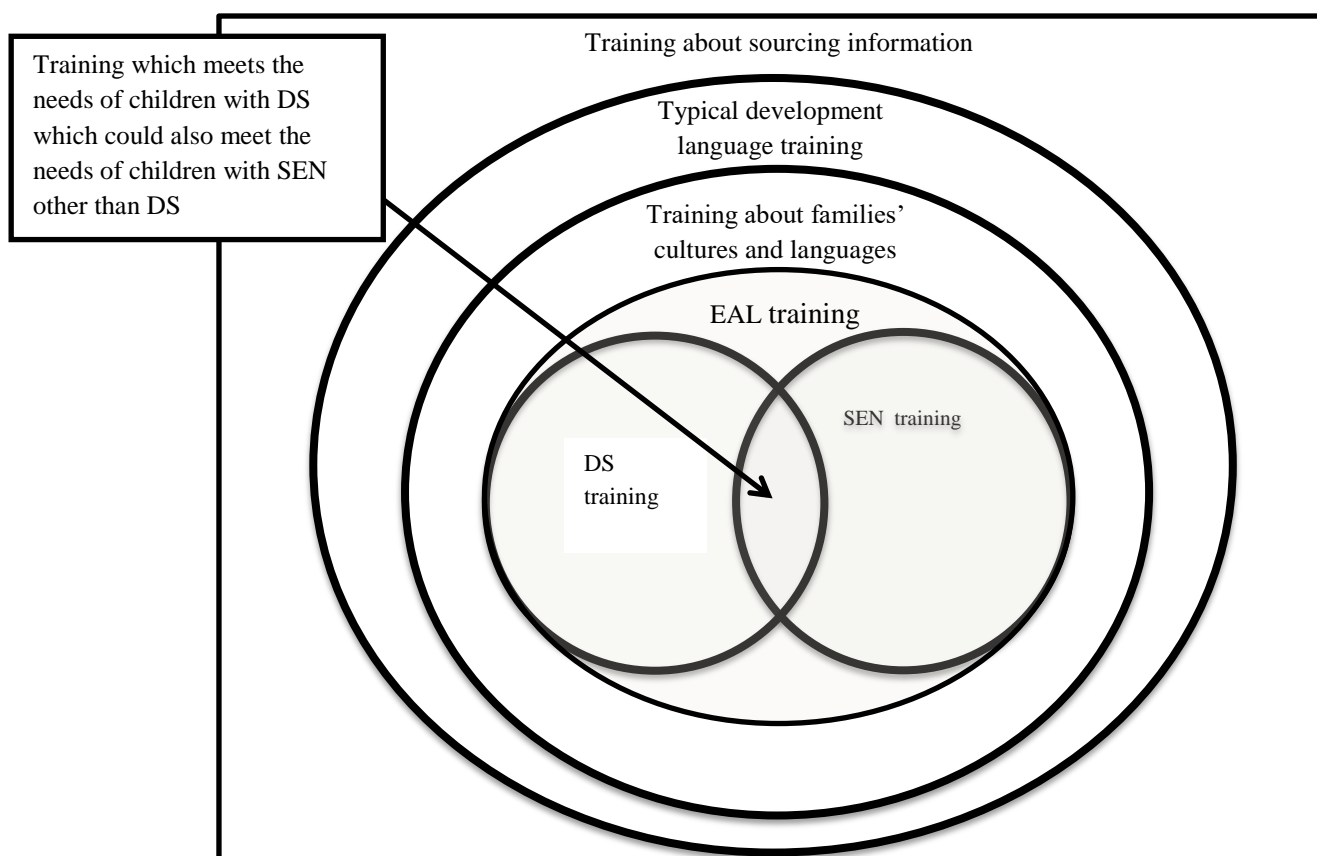 Training about sourcing information
Training which meets the
needs of children with DS
which could also meet the
needs of children with SEN
other than DS
Typical development
language training
Training about families’
cultures and languages
EAL training
SEN training
DS
training